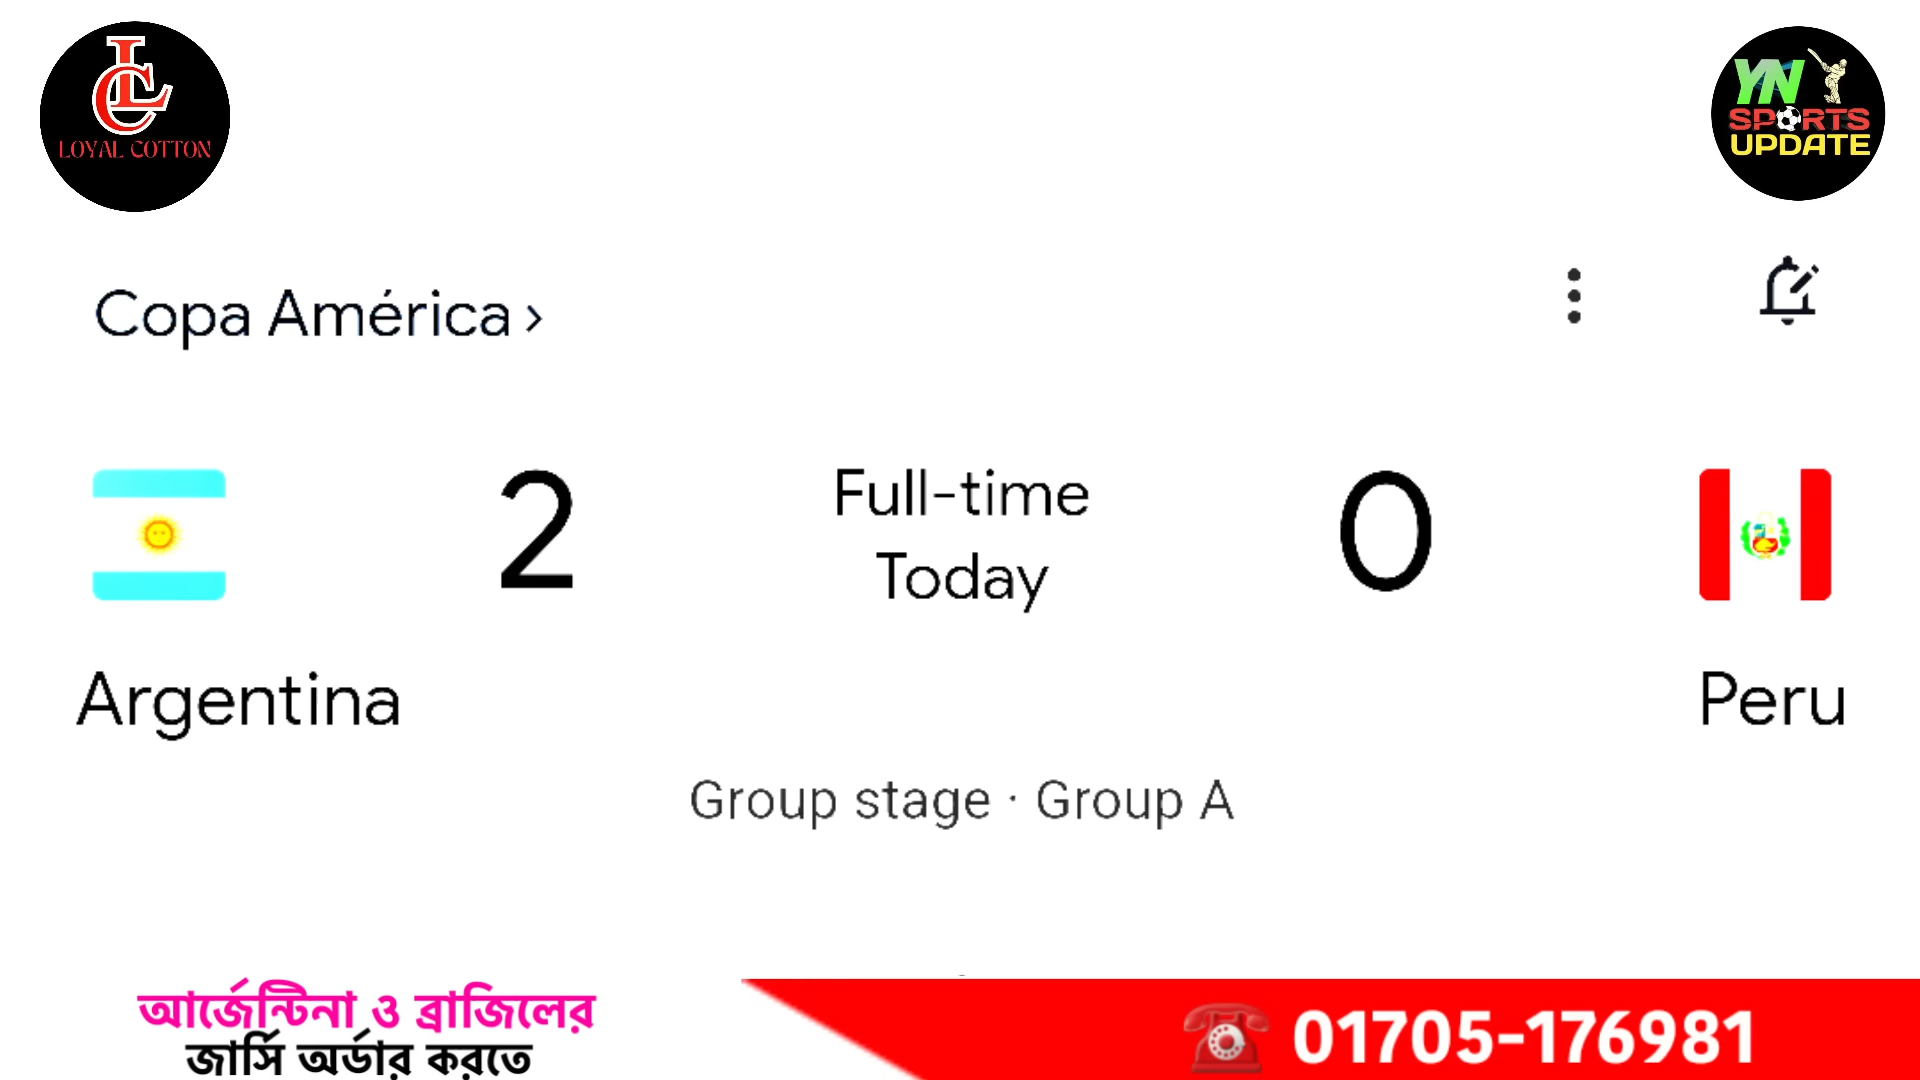 LC
LOYAL COTTON
YN
SPORTS
UPDATE
Copa América ›
2
Full-time
Today
0
Argentina
Peru
Group stage · Group A
আর্জেন্টিনা ও ব্রাজিলের
জার্সি অর্ডার করতে
01705-176981